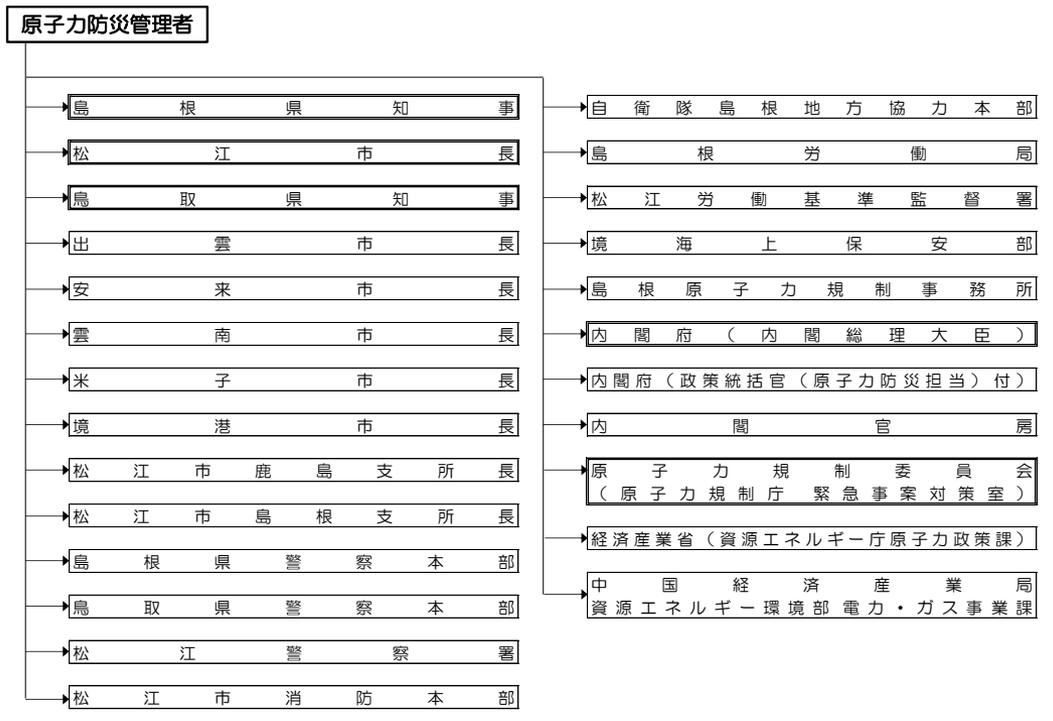 原子力防災管理者
島根県知事
松江市長
鳥取県知事
出雲市長
安来市長
雲南市長
米子市長
境港市長
松江市鹿島支所長
松江市島根支所長
島根県警察本部
鳥取県警察本部
松江警察署
松江市消防本部
自衛隊島根地方協力本部
島根労働局
松江労働基準監督署
境海上保安部
島根原子力規制事務所
内閣府（内閣総理大臣）
内閣府（政策統括官（原子力防災担当）付）
内閣官房
原子力規制委員会
（原子力規制庁 緊急事案対策室）
経済産業省（資源エネルギー庁原子力政策課）
中国経済産業局
資源エネルギー環境部 電力・ガス事業課